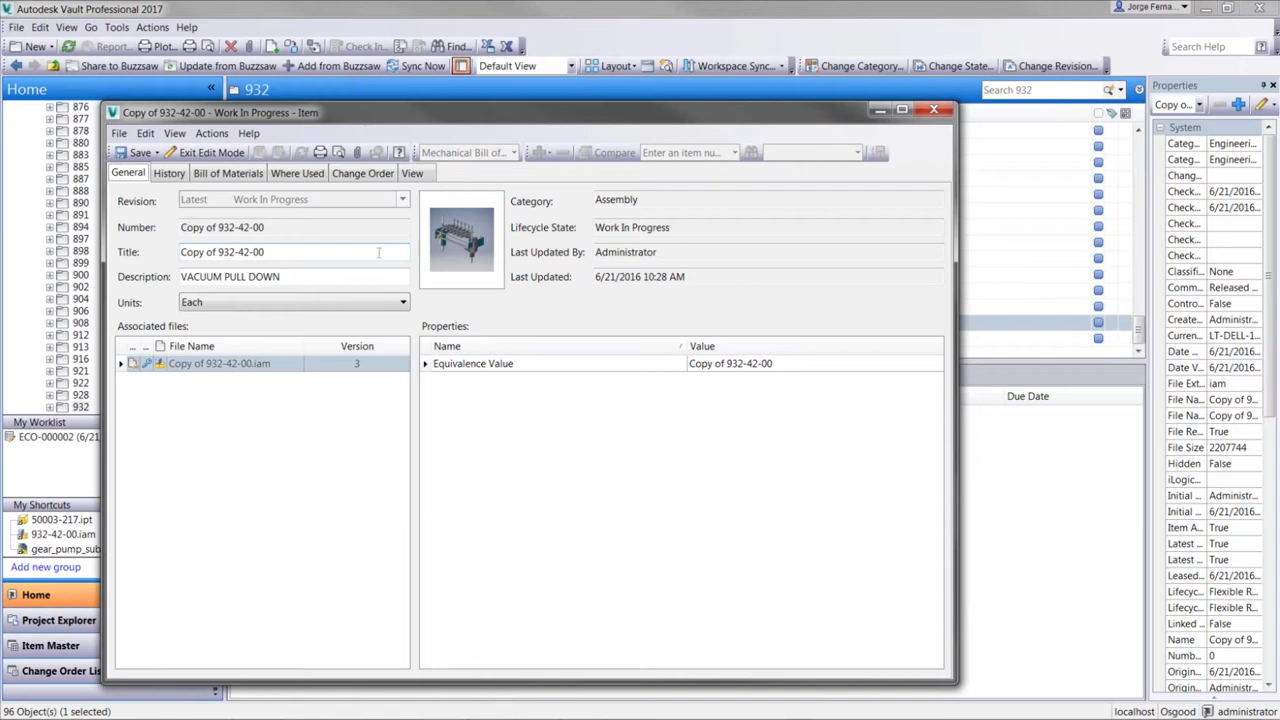 Autodesk Vault Professional 2017
Jorge Ferna...
File Edit View Go Tools Actions Help
New Report... Plot... Check In... Find...
Search Help
Share to Buzzsaw Update from Buzzsaw Add from Buzzsaw Sync Now Default View Layout Workspace Sync... Change Category... Change State... Change Revision...
Home
932
Search 932
Properties
Copy o...
System
876
877
878
880
883
885
887
888
890
891
894
897
898
899
902
904
906
908
912
913
916
921
922
928
932
My Worklist
ECO-000002 (6/21
My Shortcuts
50003-217.ipt
932-42-00.iam
gear_pump_sub
Add new group
Home
Project Explorer
Item Master
Change Order Lis
Copy of 932-42-00 - Work In Progress - Item
File Edit View Actions Help
Save Exit Edit Mode Mechanical Bill of... Compare Enter an item nu...
General History Bill of Materials Where Used Change Order View
Revision: Latest Work In Progress
Number: Copy of 932-42-00
Title: Copy of 932-42-00
Description: VACUUM PULL DOWN
Units: Each
Category: Assembly
Lifecycle State: Work In Progress
Last Updated By: Administrator
Last Updated: 6/21/2016 10:28 AM
Associated files:
... ... File Name Version
Copy of 932-42-00.iam 3
Properties:
Name Value
Equivalence Value Copy of 932-42-00
Due Date
Categ... Engineeri...
Categ... Engineeri...
Chang...
Check... 6/21/2016...
Check... 6/21/2016...
Check...
Check...
Check...
Classifi... None
Comm... Released ...
Contro... False
Create... Administr...
Curren... LT-DELL-1...
Date ... 6/21/2016...
Date V... 6/21/2016...
File Ext... iam
File Na... Copy of 9...
File Na... Copy of 9...
File Re... True
File Size 2207744
Hidden False
iLogic...
Initial ... Administr...
Initial ... 6/21/2016...
Item A... True
Latest ... True
Latest ... True
Leased... 6/21/2016...
Lifecyc... Flexible R...
Lifecyc... Flexible R...
Linked ... False
Name Copy of 9...
Numb... 0
Origin... 6/21/2016...
Origin... Administr...
96 Object(s) (1 selected)
localhost Osgood administrator